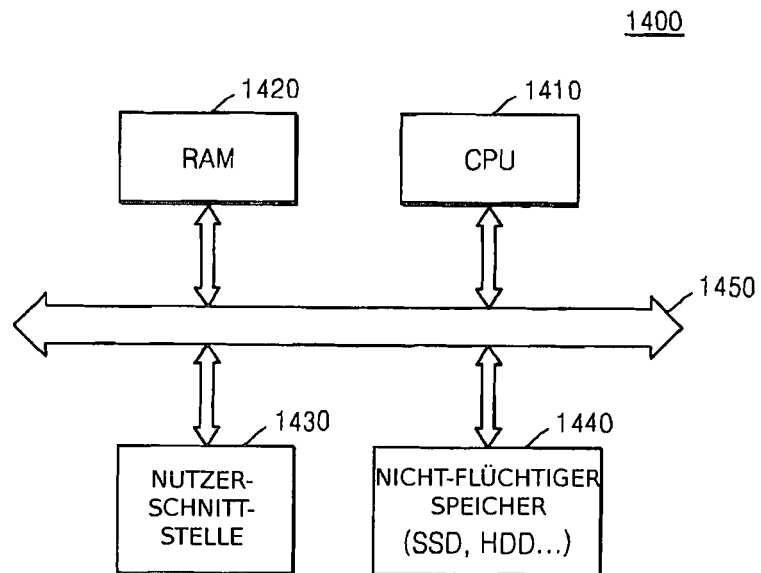 1400
1420
1410
RAM
CPU
1450
1430
1440
NUTZER-
SCHNITT-
STELLE
NICHT-FLÜCHTIGER
SPEICHER
(SSD, HDD...)